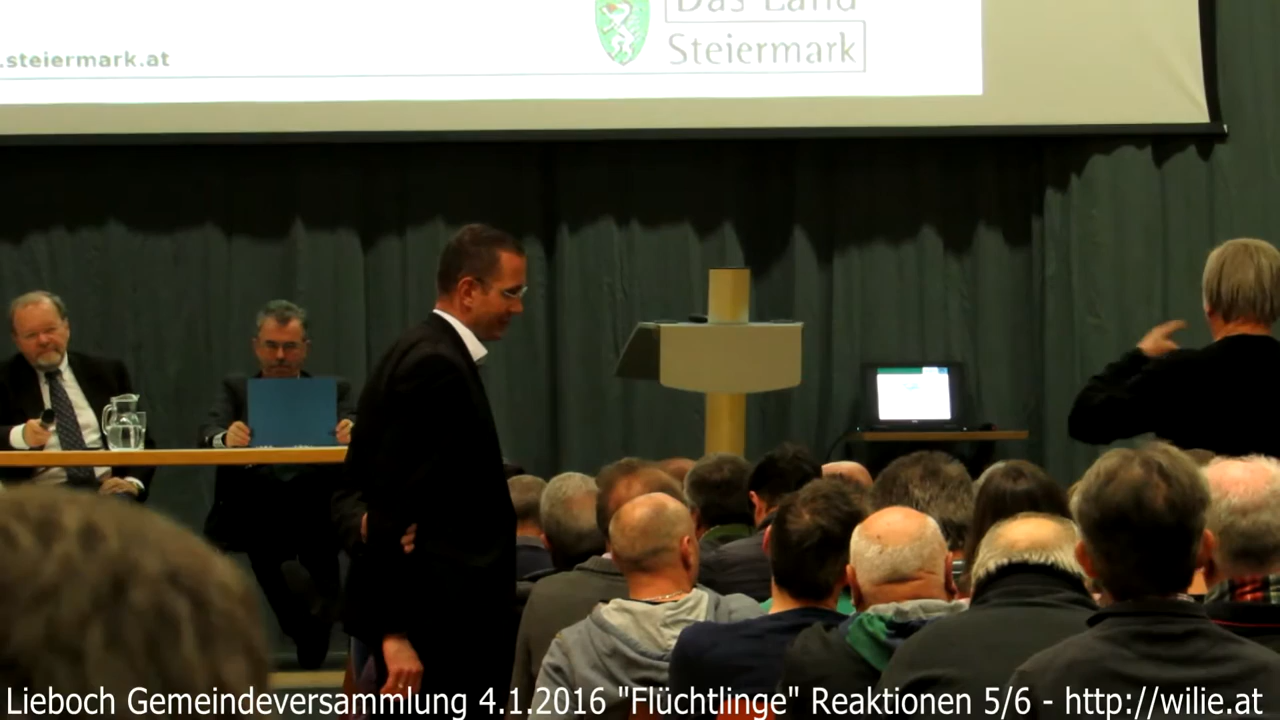 Das Land
Steiermark
.steiermark.at
Lieboch Gemeindeversammlung 4.1.2016 "Flüchtlinge" Reaktionen 5/6 - http://wilie.at